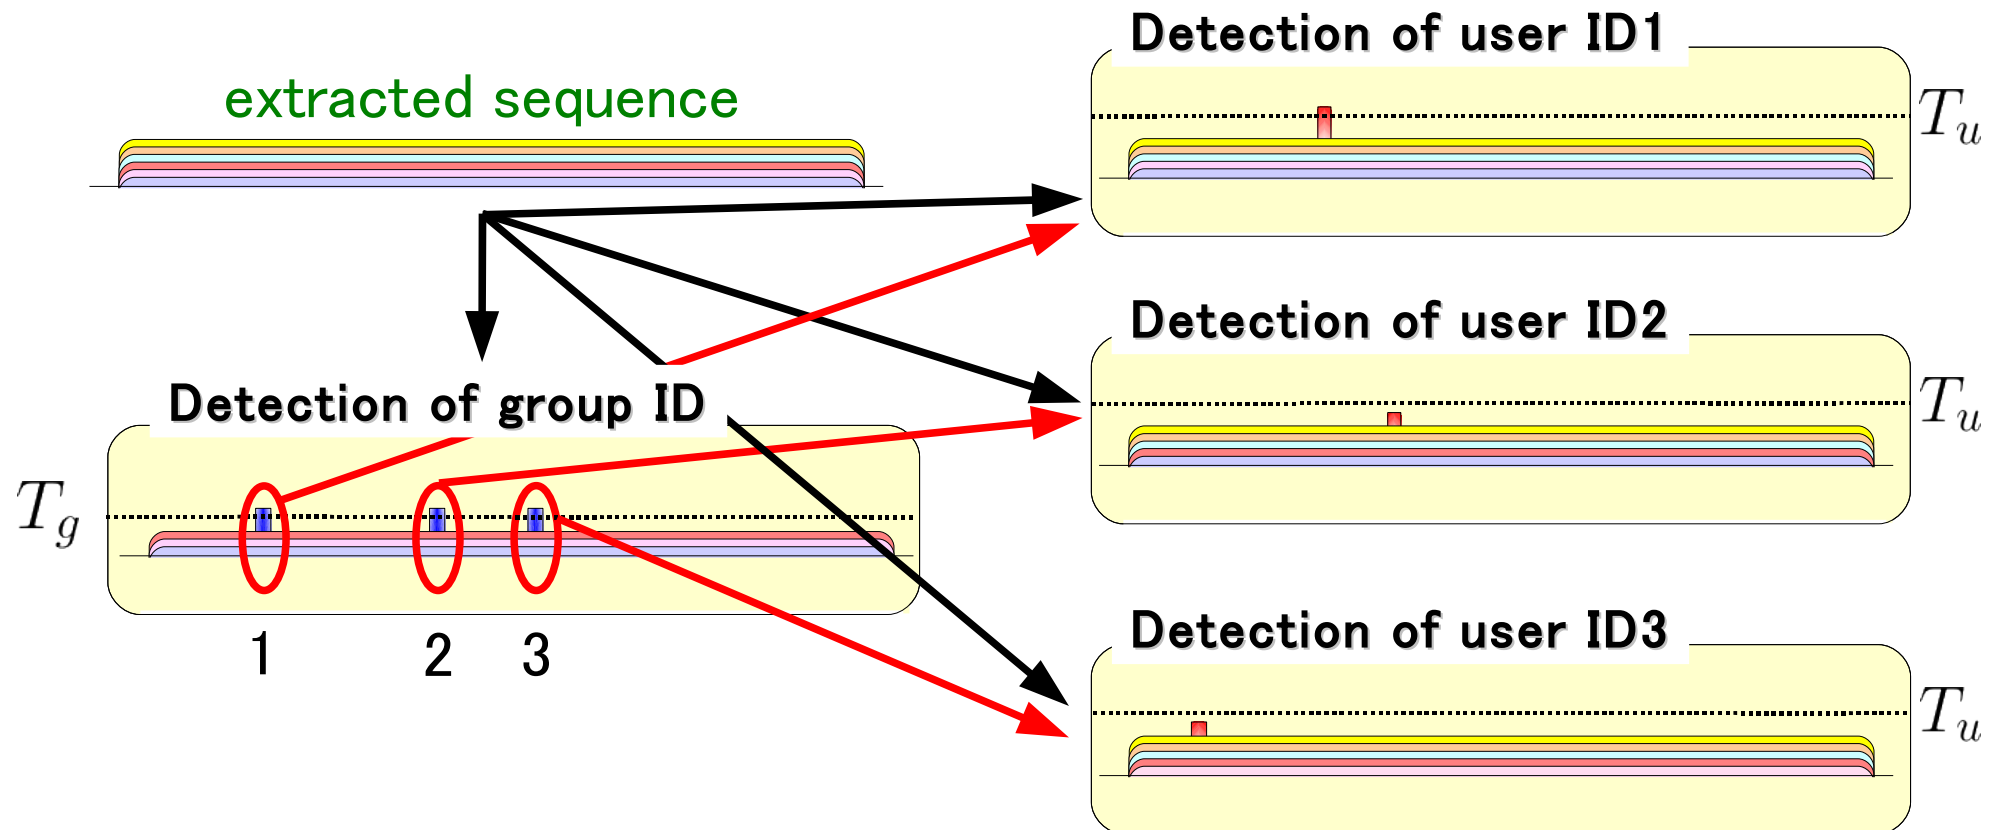 extracted sequence
Detection of group ID
T_g
1 2 3
Detection of user ID1
T_u
Detection of user ID2
T_u
Detection of user ID3
T_u